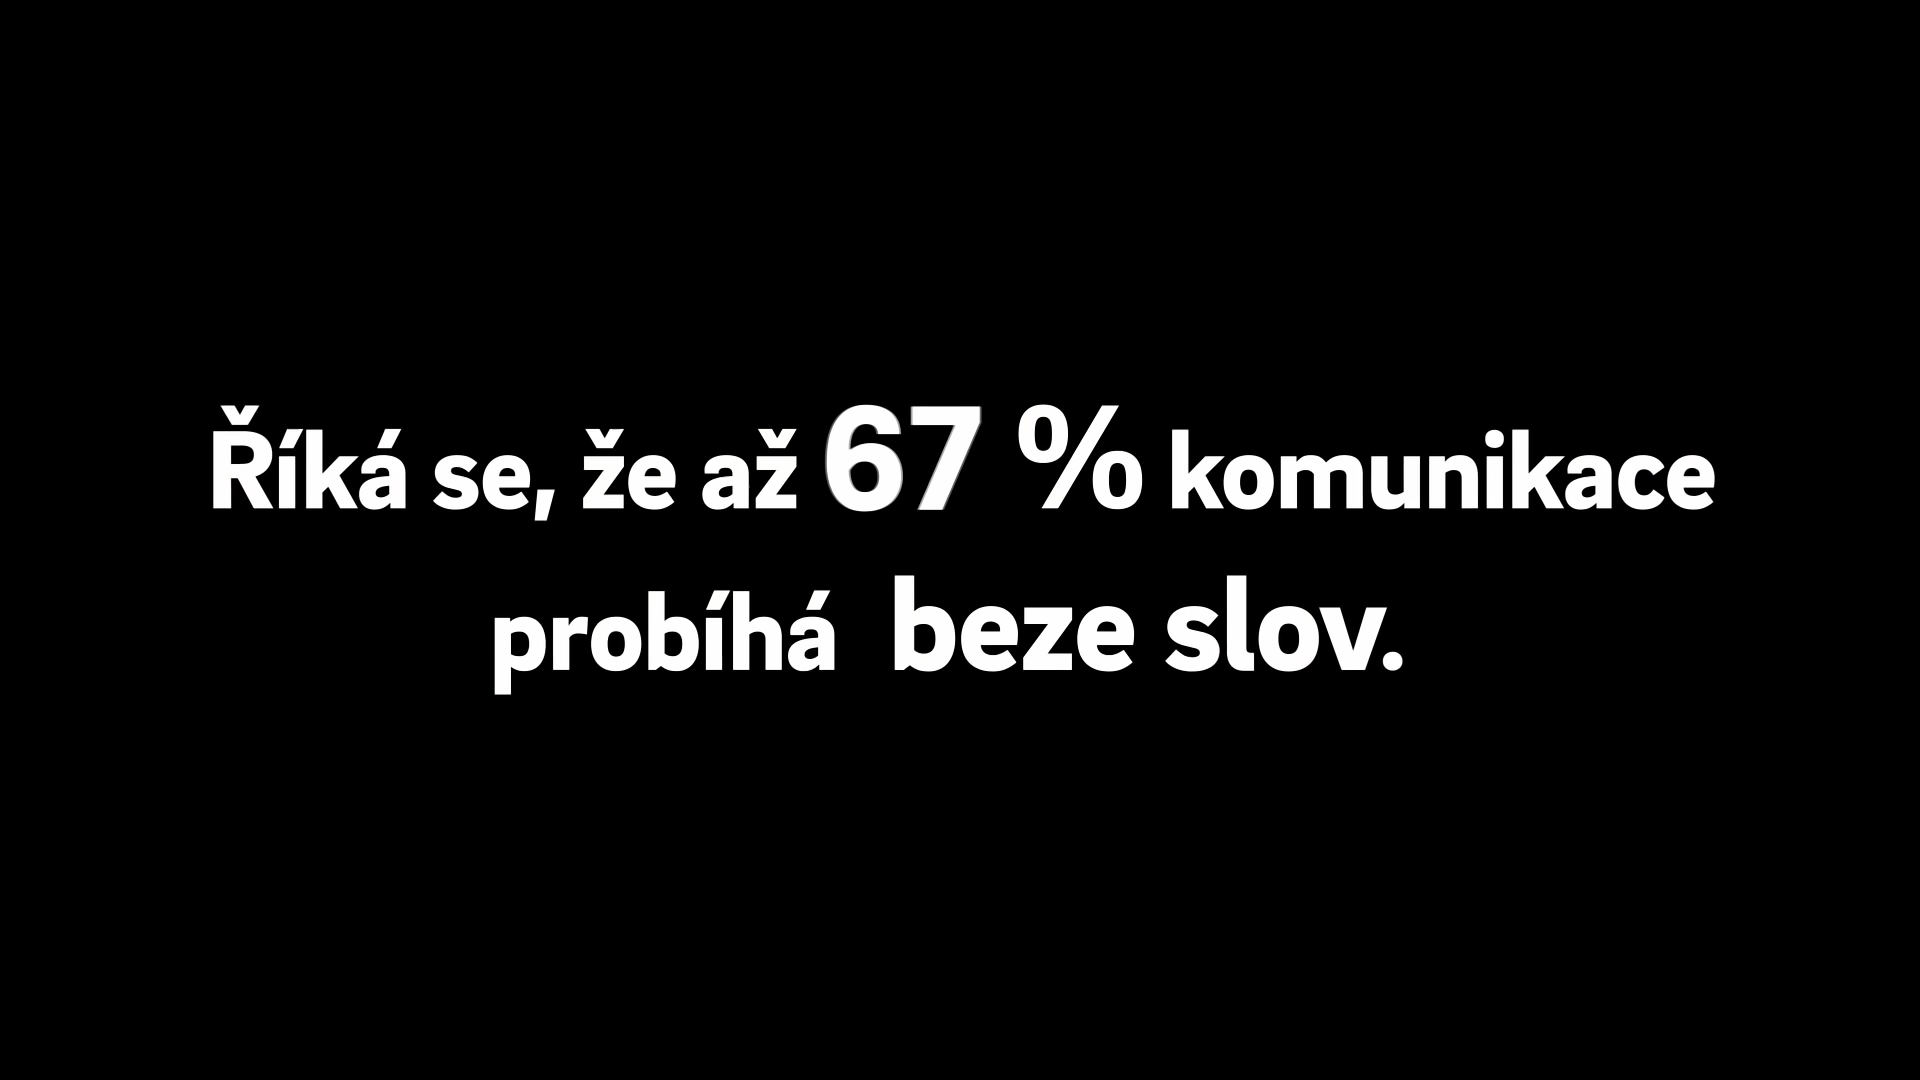 Říká se, že až 67 % komunikace
probíhá beze slov.